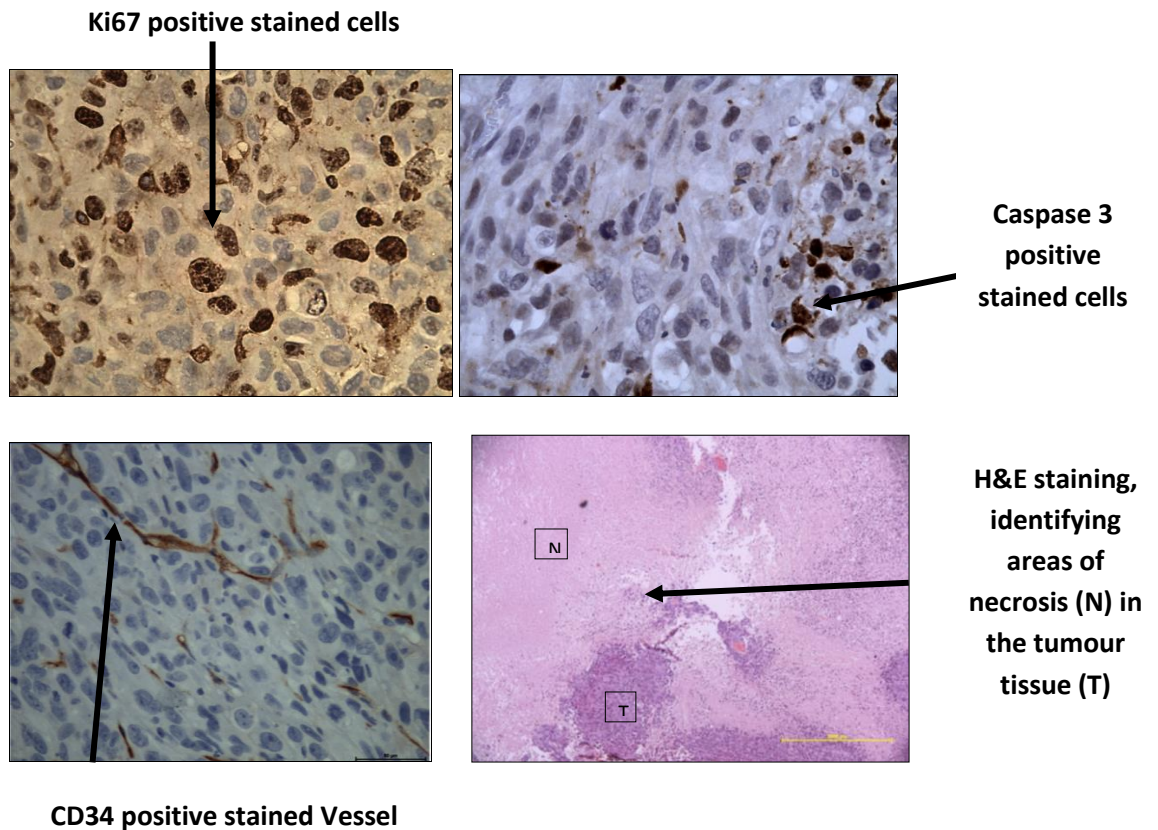 Ki67 positive stained cells
Caspase 3
positive
stained cells
H&E staining,
identifying
areas of
necrosis (N) in
the tumour
tissue (T)
N
T
CD34 positive stained Vessel